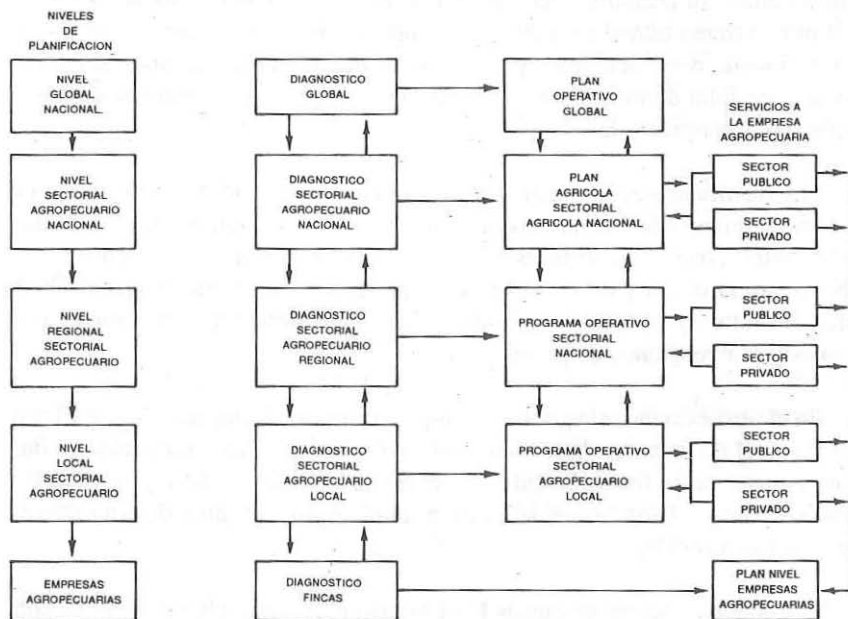 NIVELES
DE
PLANIFICACION
NIVEL
GLOBAL
NACIONAL
DIAGNOSTICO
GLOBAL
PLAN
OPERATIVO
GLOBAL
SERVICIOS A
LA EMPRESA
AGROPECUARIA
NIVEL
SECTORIAL
AGROPECUARIO
NACIONAL
DIAGNOSTICO
SECTORIAL
AGROPECUARIO
NACIONAL
PLAN
AGRICOLA
SECTORIAL
AGRICOLA NACIONAL
SECTOR
PUBLICO
SECTOR
PRIVADO
NIVEL
REGIONAL
SECTORIAL
AGROPECUARIO
DIAGNOSTICO
SECTORIAL
AGROPECUARIO
REGIONAL
PROGRAMA OPERATIVO
SECTORIAL
NACIONAL
SECTOR
PUBLICO
SECTOR
PRIVADO
NIVEL
LOCAL
SECTORIAL
AGROPECUARIO
DIAGNOSTICO
SECTORIAL
AGROPECUARIO
LOCAL
PROGRAMA OPERATIVO
SECTORIAL
AGROPECUARIO
LOCAL
SECTOR
PUBLICO
SECTOR
PRIVADO
EMPRESAS
AGROPECUARIAS
DIAGNOSTICO
FINCAS
PLAN NIVEL
EMPRESAS
AGROPECUARIAS